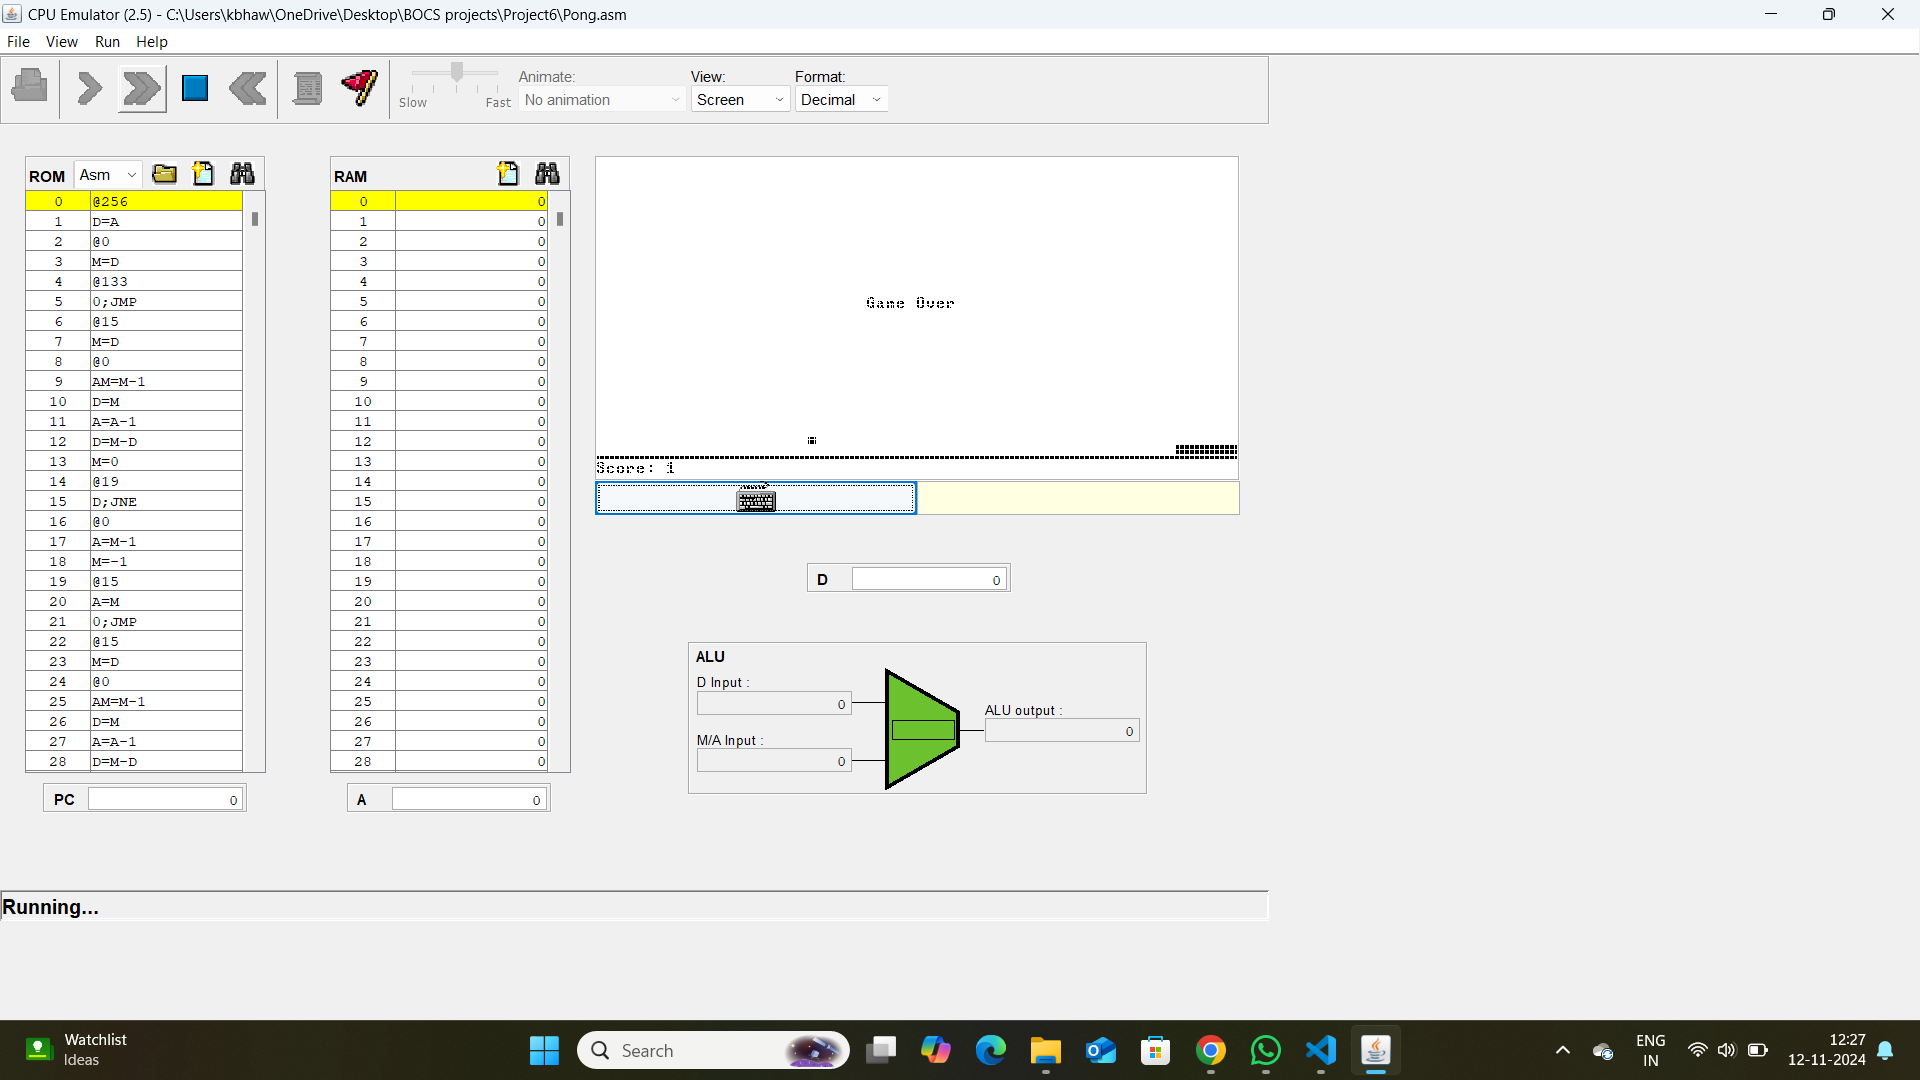 CPU Emulator (2.5) - C:\Users\kbhaw\OneDrive\Desktop\BOCS projects\Project6\Pong.asm
File View Run Help
Slow Fast
Animate:
No animation
View:
Screen
Format:
Decimal
ROM Asm
0 @256
1 D=A
2 @0
3 M=D
4 @133
5 0;JMP
6 @15
7 M=D
8 @0
9 AM=M-1
10 D=M
11 A=A-1
12 D=M-D
13 M=0
14 @19
15 D;JNE
16 @0
17 A=M-1
18 M=-1
19 @15
20 A=M
21 0;JMP
22 @15
23 M=D
24 @0
25 AM=M-1
26 D=M
27 A=A-1
28 D=M-D
PC 0
RAM
0 0
1 0
2 0
3 0
4 0
5 0
6 0
7 0
8 0
9 0
10 0
11 0
12 0
13 0
14 0
15 0
16 0
17 0
18 0
19 0
20 0
21 0
22 0
23 0
24 0
25 0
26 0
27 0
28 0
A 0
Game Over
Score: 1
D 0
ALU
D Input :
0
M/A Input :
0
ALU output :
0
Running...
Watchlist
Ideas
Search
ENG
IN
12:27
12-11-2024